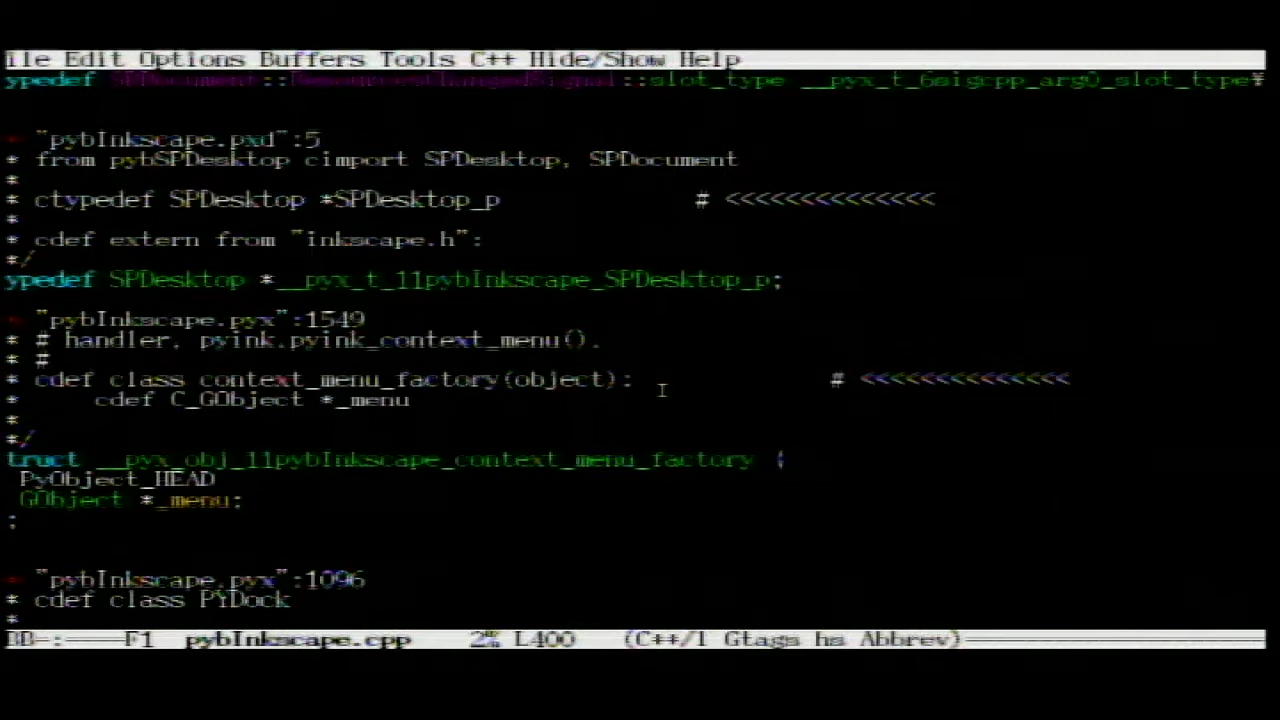 ile Edit Options Buffers Tools C++ Hide/Show Help
ypedef SPDocument::ResourcesChangedSignal::slot_type __pyx_t_6sigcpp_arg0_slot_type¥
"pybInkscape.pxd":5
* from pybSPDesktop cimport SPDesktop, SPDocument
*
* ctypedef SPDesktop *SPDesktop_p # <<<<<<<<<<<<<<
*
* cdef extern from "inkscape.h":
*/
ypedef SPDesktop *__pyx_t_11pybInkscape_SPDesktop_p;
"pybInkscape.pyx":1549
* # handler, pyink.pyink_context_menu().
* #
* cdef class context_menu_factory(object): # <<<<<<<<<<<<<<
* cdef C_GObject *_menu
*
*/
truct __pyx_obj_11pybInkscape_context_menu_factory {
PyObject_HEAD
GObject *_menu;
;
"pybInkscape.pyx":1096
* cdef class PYDock
*
DD-:----F1 pybInkscape.cpp 2% L400 (C++/l Gtags hs Abbrev)